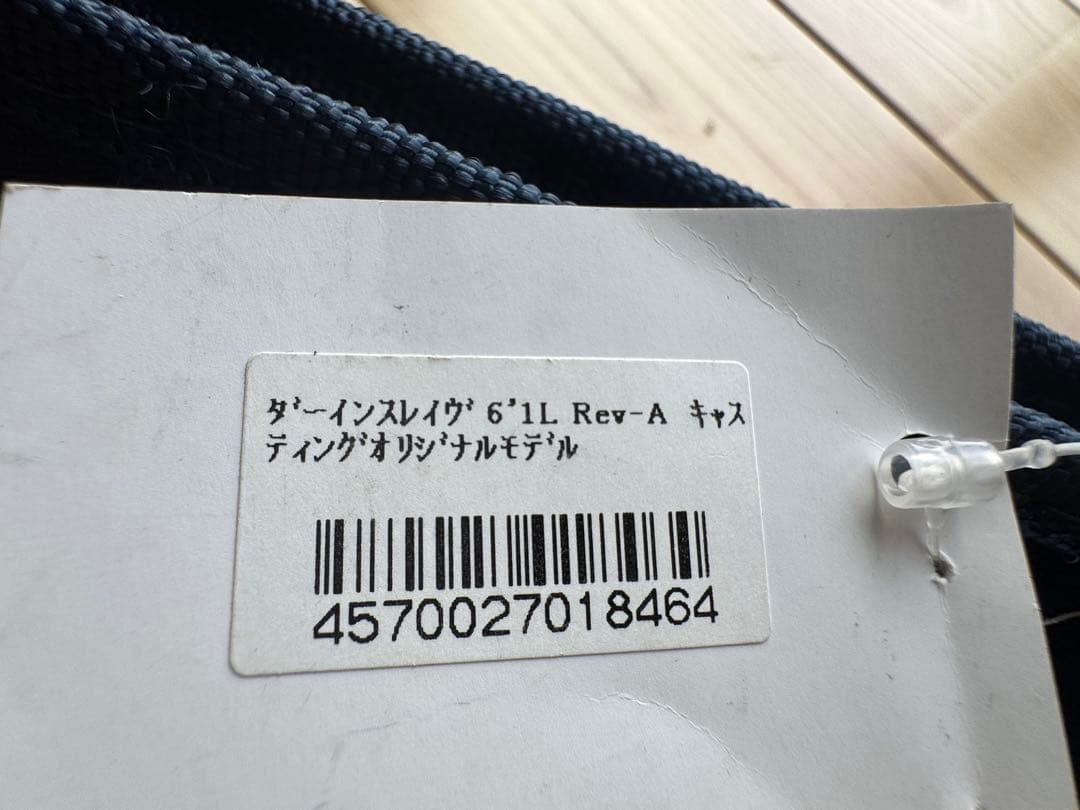 ﾀﾞｰｲﾝｽﾚｲｳﾞ 6'1L Rev-A ｷｬｽ
ﾃｨﾝｸﾞｵﾘｼﾞﾅﾙﾓﾃﾞﾙ
4570027018464